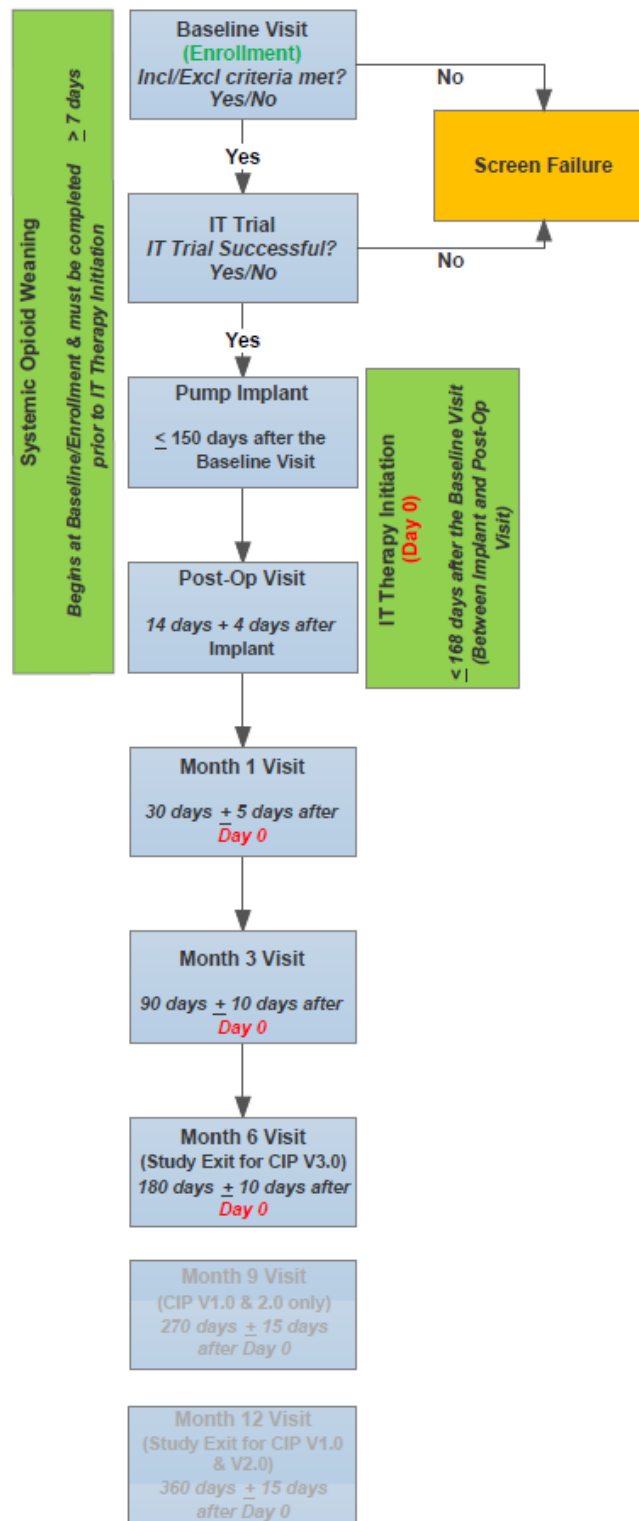 Baseline Visit
(Enrollment)
Incl/Excl criteria met?
Yes/No
No
Screen Failure
Yes
IT Trial
IT Trial Successful?
Yes/No
No
Yes
Systemic Opioid Weaning
Begins at Baseline/Enrollment & must be completed ≥ 7 days
prior to IT Therapy Initiation
Pump Implant
≤ 150 days after the
Baseline Visit
IT Therapy Initiation
(Day 0)
≤ 168 days after the Baseline Visit
(Between Implant and Post-Op
Visit)
Post-Op Visit
14 days + 4 days after
Implant
Month 1 Visit
30 days ± 5 days after
Day 0
Month 3 Visit
90 days ± 10 days after
Day 0
Month 6 Visit
(Study Exit for CIP V3.0)
180 days ± 10 days after
Day 0
Month 9 Visit
(CIP V1.0 & 2.0 only)
270 days ± 15 days
after Day 0
Month 12 Visit
(Study Exit for CIP V1.0
& V2.0)
360 days ± 15 days
after Day 0